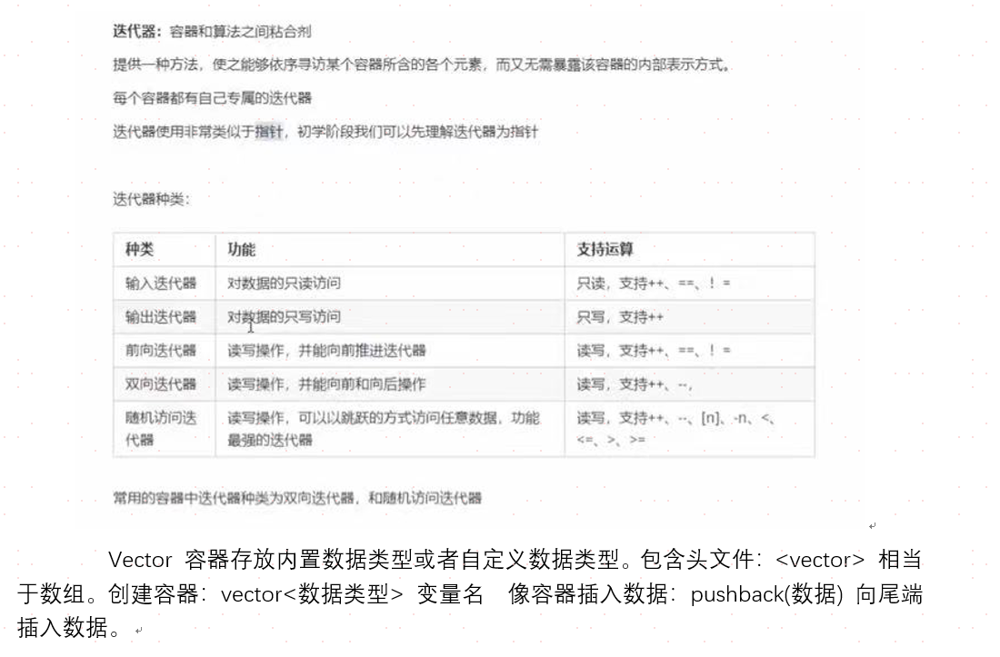 迭代器：容器和算法之间粘合剂
提供一种方法，使之能够依序寻访某个容器所含的各个元素，而又无需暴露该容器的内部表示方式。
每个容器都有自己专属的迭代器
迭代器使用非常类似于指针，初学阶段我们可以先理解迭代器为指针
迭代器种类：
种类 功能 支持运算
输入迭代器 对数据的只读访问 只读，支持++、==、！=
输出迭代器 对数据的只写访问 只写，支持++
前向迭代器 读写操作，并能向前推进迭代器 读写，支持++、==、！=
双向迭代器 读写操作，并能向前和向后操作 读写，支持++、--，
随机访问迭 读写操作，可以以跳跃的方式访问任意数据，功能 读写，支持++、--、[n]、-n、<、
代器 最强的迭代器 <=、>、>=
常用的容器中迭代器种类为双向迭代器，和随机访问迭代器
Vector 容器存放内置数据类型或者自定义数据类型。包含头文件：<vector> 相当
于数组。创建容器：vector<数据类型> 变量名 像容器插入数据：pushback(数据) 向尾端
插入数据。